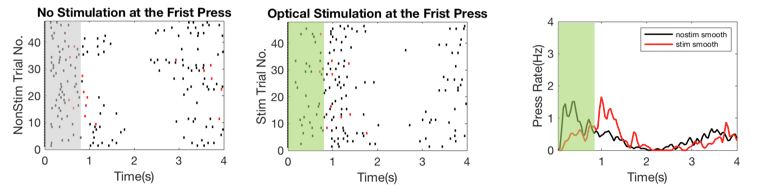 No Stimulation at the Frist Press
NonStim Trial No.
40
30
20
10
0
0 1 2 3 4
Time(s)
Optical Stimulation at the Frist Press
Stim Trial No.
40
30
20
10
0
0 1 2 3 4
Time(s)
Press Rate(Hz)
4
3
2
1
0
1 2 3 4
Time(s)
nostim smooth
stim smooth